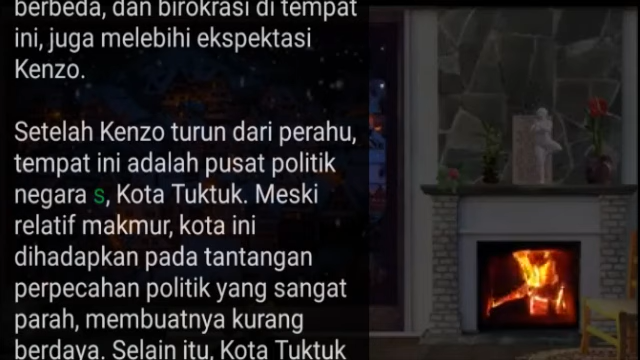 berbeda, dan birokrasi di tempat
ini, juga melebihi ekspektasi
Kenzo.
Setelah Kenzo turun dari perahu,
tempat ini adalah pusat politik
negara s, Kota Tuktuk. Meski
relatif makmur, kota ini
dihadapkan pada tantangan
perpecahan politik yang sangat
parah, membuatnya kurang
berdaya. Selain itu, Kota Tuktuk